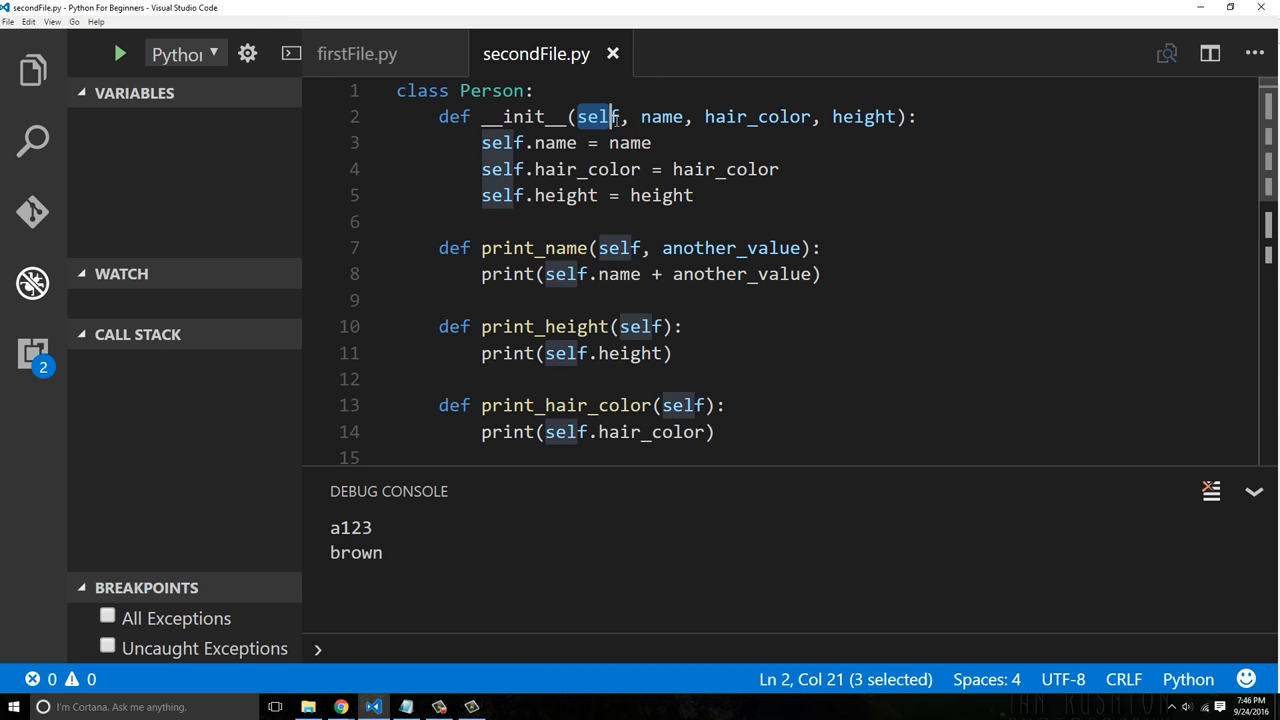 secondFile.py - Python For Beginners - Visual Studio Code
File Edit View Go Help
Python
firstFile.py
secondFile.py
VARIABLES
WATCH
CALL STACK
BREAKPOINTS
All Exceptions
Uncaught Exceptions
2
1 class Person:
2 def __init__(self, name, hair_color, height):
3 self.name = name
4 self.hair_color = hair_color
5 self.height = height
6
7 def print_name(self, another_value):
8 print(self.name + another_value)
9
10 def print_height(self):
11 print(self.height)
12
13 def print_hair_color(self):
14 print(self.hair_color)
15
DEBUG CONSOLE
a123
brown
0 0
Ln 2, Col 21 (3 selected) Spaces: 4 UTF-8 CRLF Python
I'm Cortana. Ask me anything.
7:46 PM
9/24/2016